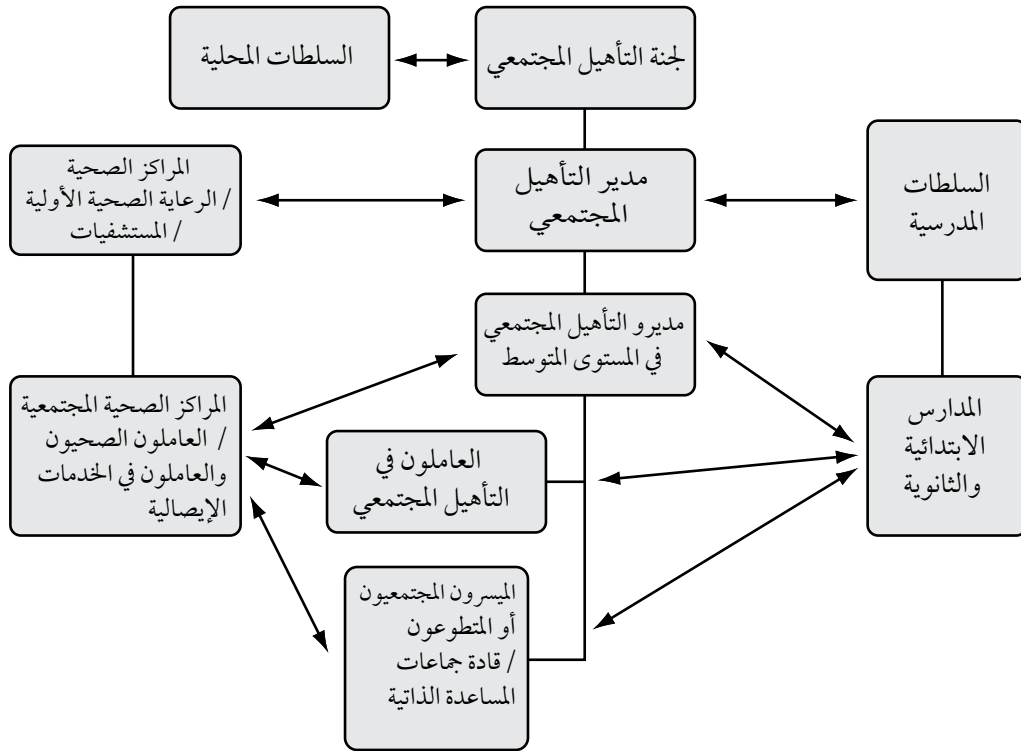 لجنة التأهيل المجتمعي
السلطات المحلية
السلطات
المدرسية
مدير التأهيل
المجتمعي
المراكز الصحية
/ الرعاية الصحية الأولية
/ المستشفيات
مديرو التأهيل المجتمعي
في المستوى المتوسط
المدارس
الابتدائية
والثانوية
العاملون في
التأهيل المجتمعي
المراكز الصحية المجتمعية
/ العاملون الصحيون
والعاملون في الخدمات
الإيصالية
الميسرون المجتمعيون
أو المتطوعون
/ قادة جماعات
المساعدة الذاتية